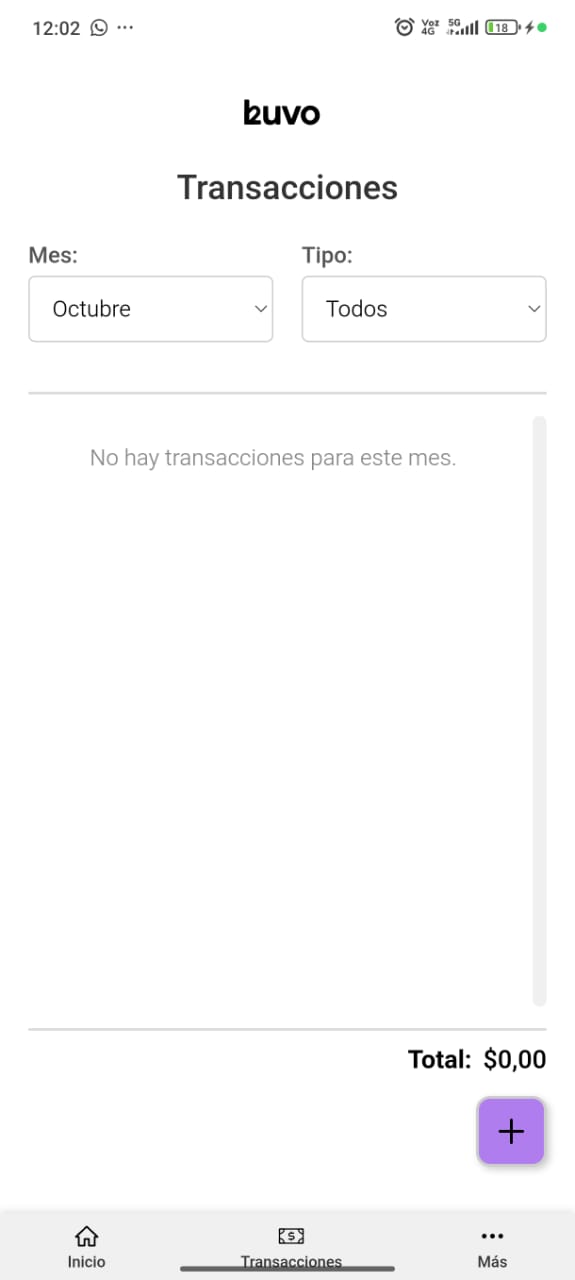 12:02 ... Voz 4G 5G 18
kuvo
Transacciones
Mes: Tipo:
Octubre Todos
No hay transacciones para este mes.
Total: $0,00
+
Inicio Transacciones Más